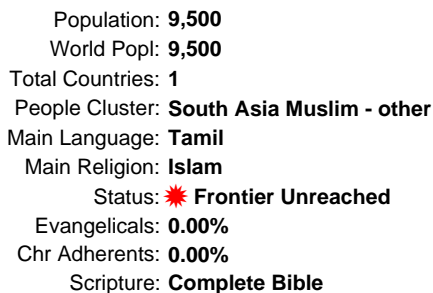 Population: 9,500
World Popl: 9,500
Total Countries: 1
People Cluster: South Asia Muslim - other
Main Language: Tamil
Main Religion: Islam
Status: Frontier Unreached
Evangelicals: 0.00%
Chr Adherents: 0.00%
Scripture: Complete Bible